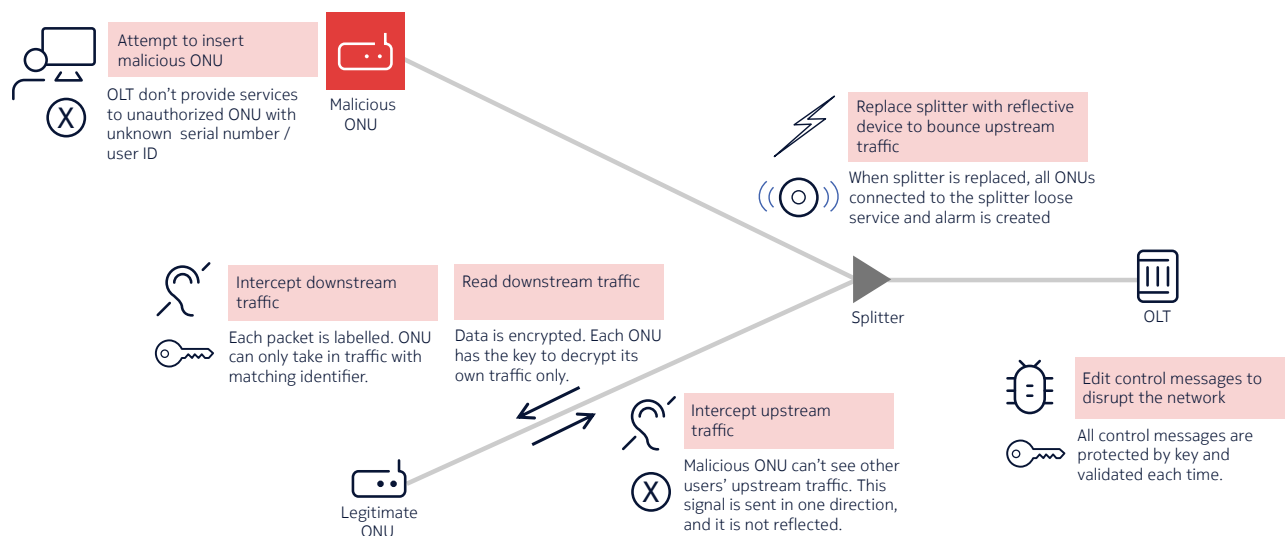 Attempt to insert
malicious ONU
OLT don't provide services
to unauthorized ONU with
unknown serial number /
user ID
X
Malicious
ONU
Replace splitter with reflective
device to bounce upstream
traffic
When splitter is replaced, all ONUs
connected to the splitter loose
service and alarm is created
Intercept downstream
traffic
Each packet is labelled. ONU
can only take in traffic with
matching identifier.
Read downstream traffic
Data is encrypted. Each ONU
has the key to decrypt its
own traffic only.
Splitter
OLT
Edit control messages to
disrupt the network
All control messages are
protected by key and
validated each time.
Intercept upstream
traffic
X
Malicious ONU can't see other
users' upstream traffic. This
signal is sent in one direction,
and it is not reflected.
Legitimate
ONU